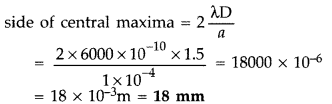 side of central maxima = 2 λD/a
= 2×6000×10⁻¹⁰×1.5 / 1×10⁻⁴ = 18000 × 10⁻⁶
= 18 × 10⁻³m = 18 mm